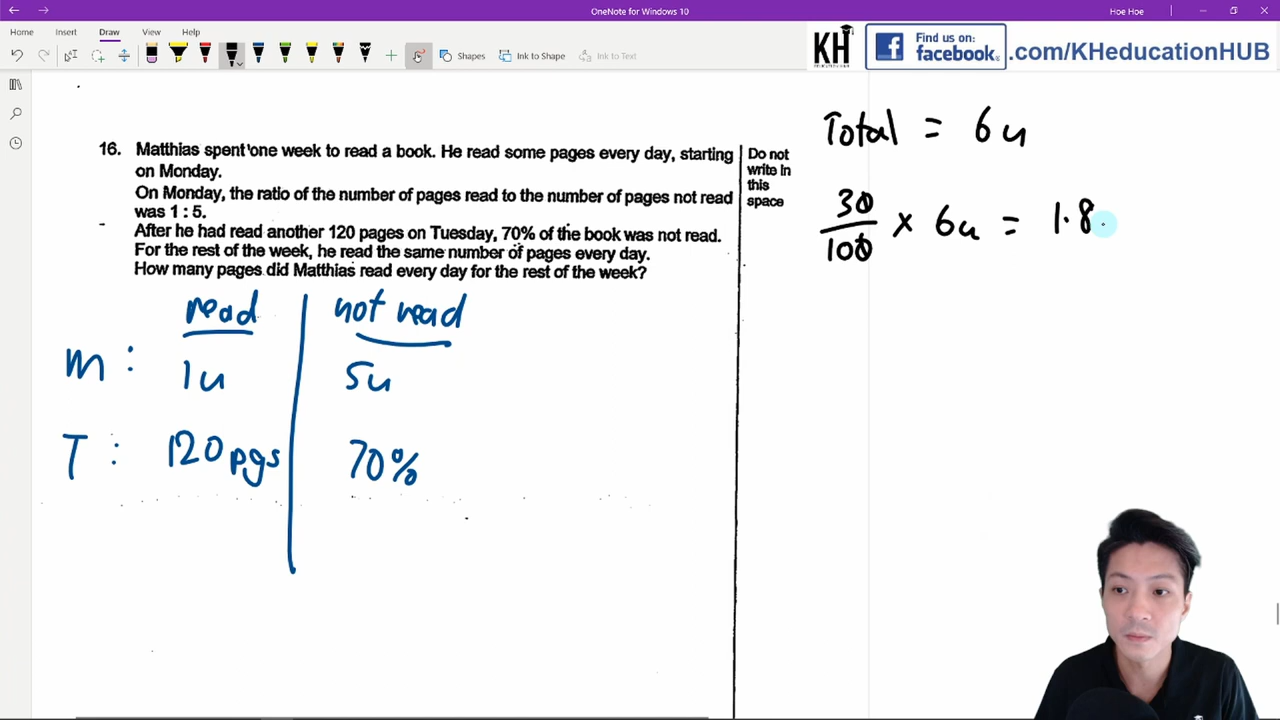 OneNote for Windows 10
Hoe Hoe
Home Insert Draw View Help
Shapes Ink to Shape Ink to Text
KH
Find us on:
facebook.
.com/KHeducationHUB
16. Matthias spent one week to read a book. He read some pages every day, starting
on Monday.
On Monday, the ratio of the number of pages read to the number of pages not read
was 1 : 5.
After he had read another 120 pages on Tuesday, 70% of the book was not read.
For the rest of the week, he read the same number of pages every day.
How many pages did Matthias read every day for the rest of the week?
Do not
write in
this
space
read not read
M : 1u 5u
T : 120 pgs 70%
Total = 6u
30/100 × 6u = 1.8